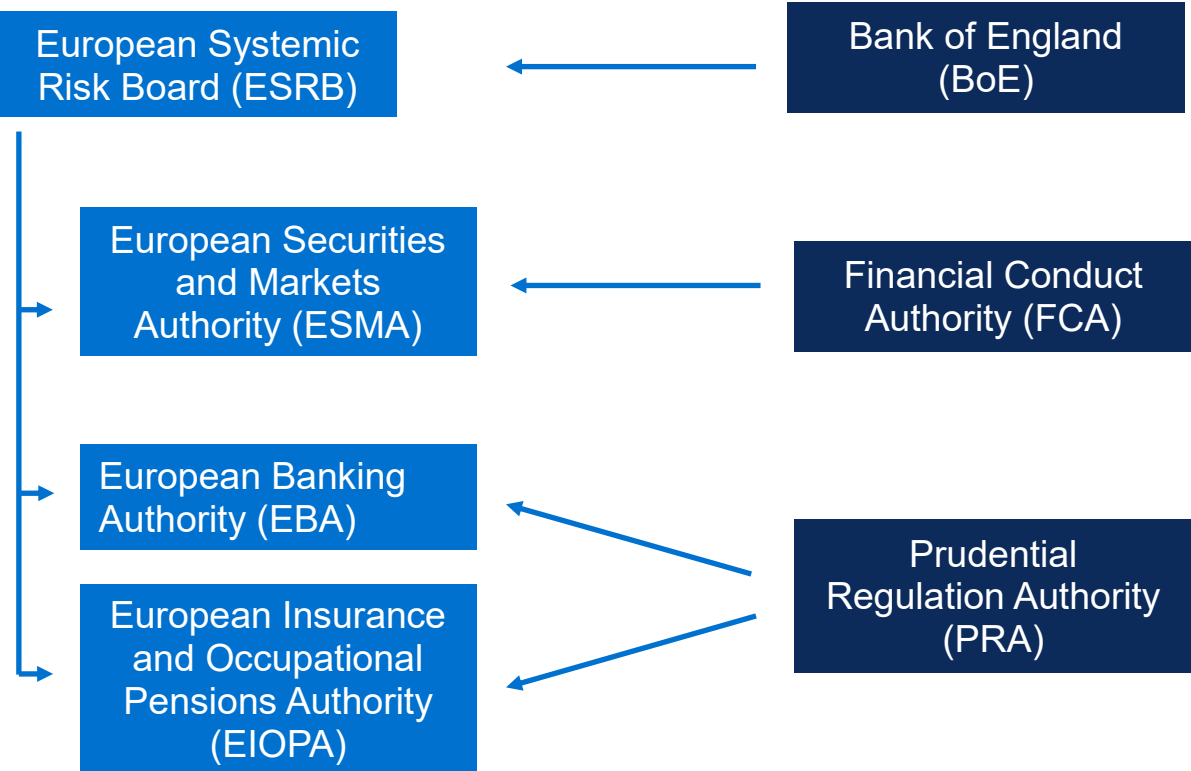 European Systemic
Risk Board (ESRB)
Bank of England
(BoE)
European Securities
and Markets
Authority (ESMA)
Financial Conduct
Authority (FCA)
European Banking
Authority (EBA)
Prudential
Regulation Authority
(PRA)
European Insurance
and Occupational
Pensions Authority
(EIOPA)